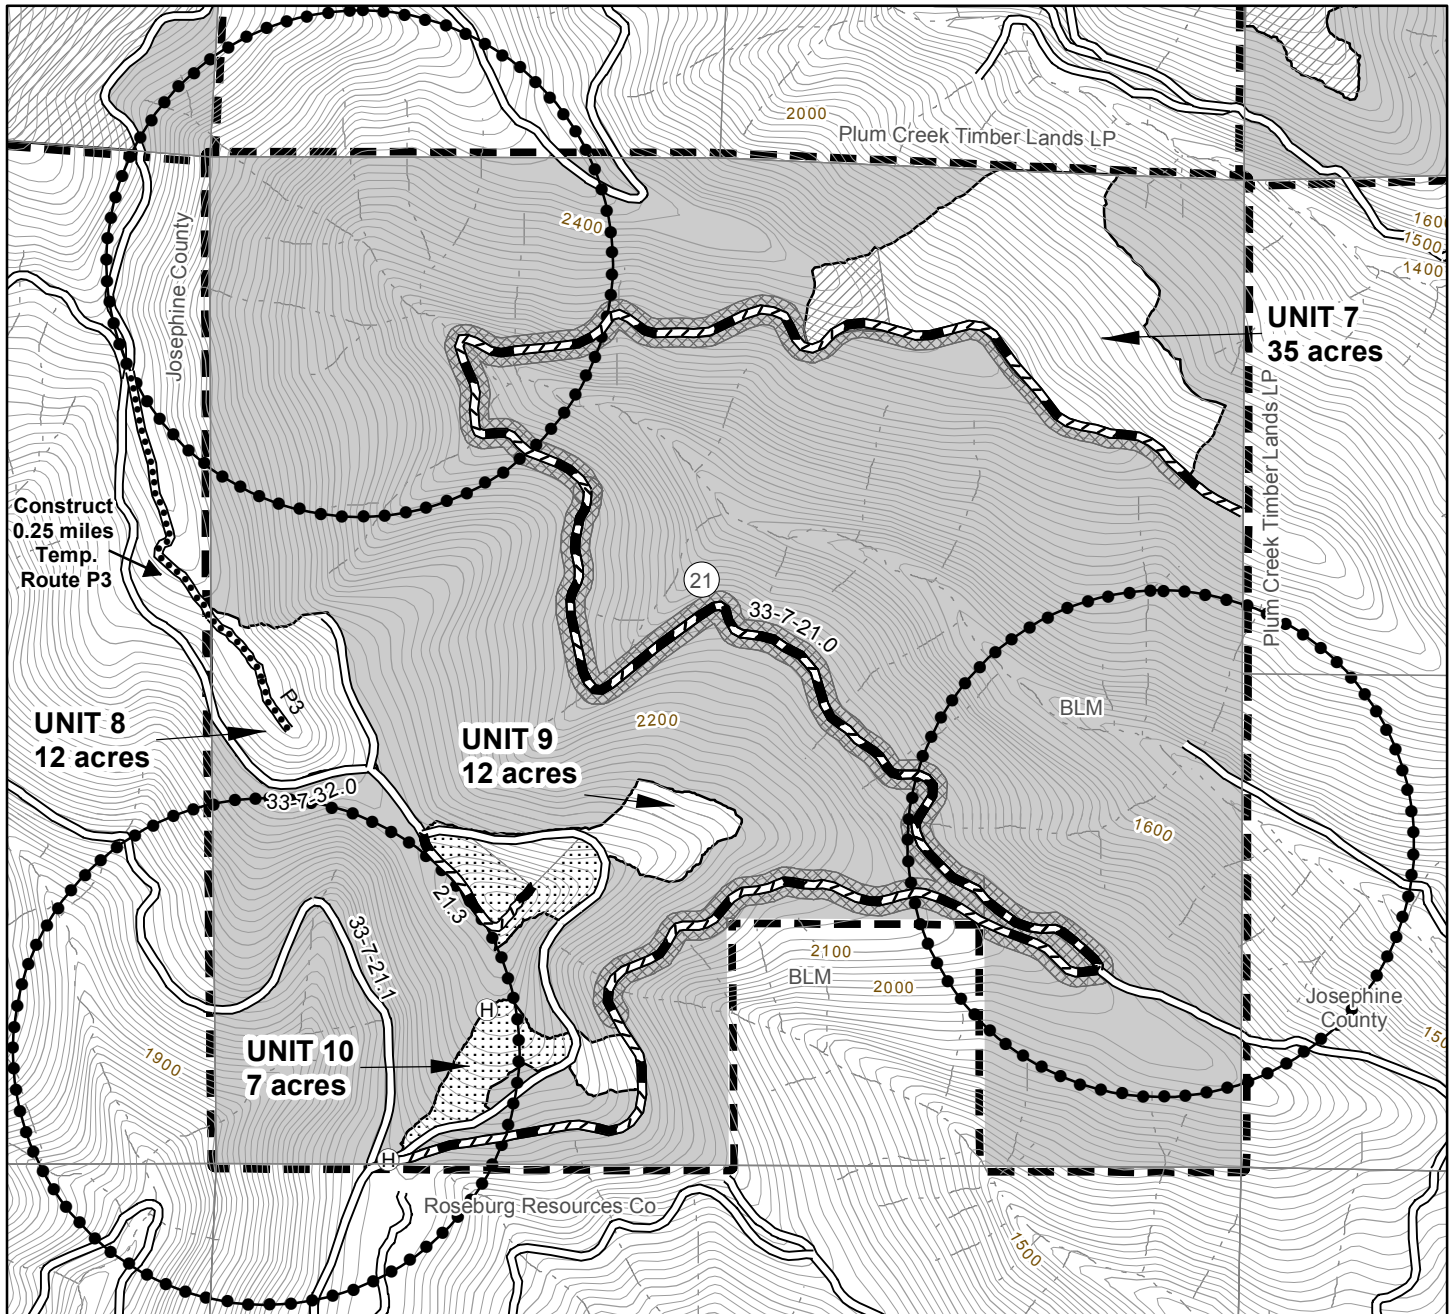 2000
Plum Creek Timber Lands LP
Josephine County
2400
1500
1400
UNIT 7
35 acres
Plum Creek Timber Lands LP
Construct
0.25 miles
Temp.
Route P3
21
33-7-21.0
P3
BLM
UNIT 8
12 acres
2200
UNIT 9
12 acres
33-7-32.0
1600
21.3
33-7-21.1
2100
BLM
2000
H
Josephine
County
1900
UNIT 10
7 acres
H
Roseburg Resources Co
1500